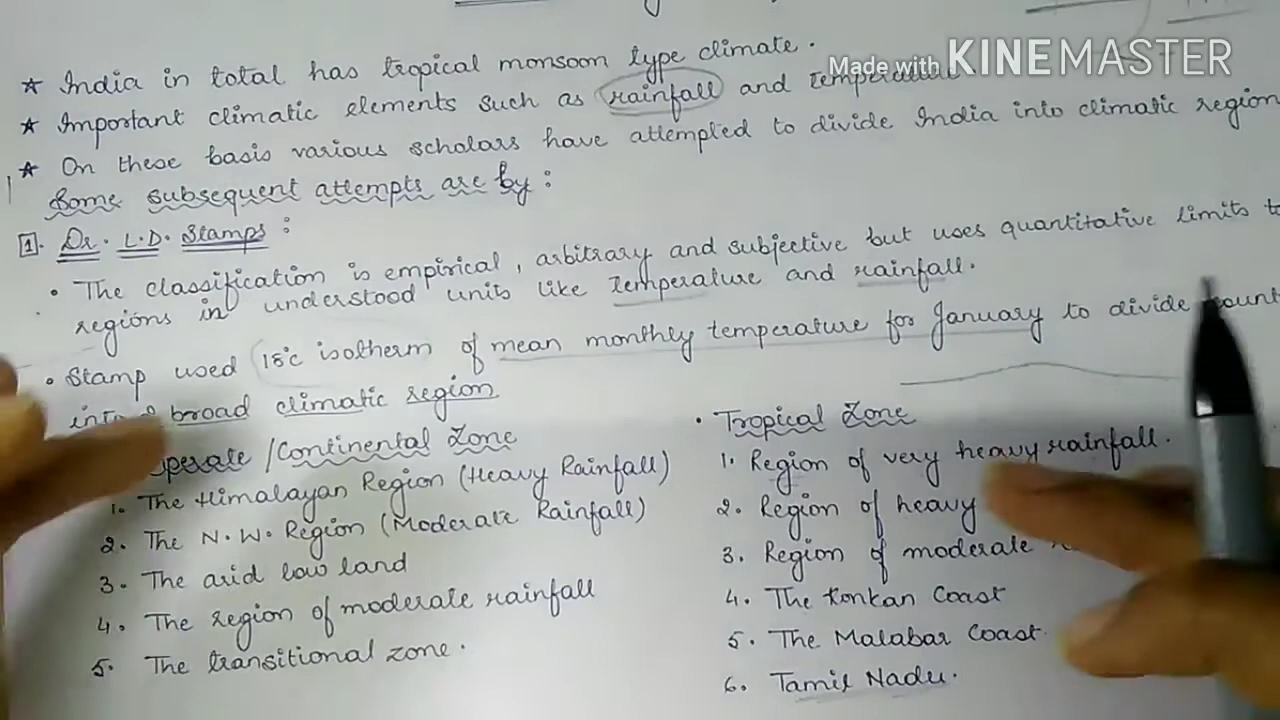 Made with KINEMASTER
★ India in total has tropical monsoon type climate.
★ Important climatic elements such as rainfall and temperature
★ On these basis various scholars have attempted to divide India into climatic region
Some subsequent attempts are by:
1. Dr. L.D. Stamps:
• The classification is empirical, arbitrary and subjective but uses quantitative limits to
regions in understood units like temperature and rainfall.
• Stamp used 18°c isotherm of mean monthly temperature for January to divide
broad climatic region
/Continental Zone
1. The Himalayan Region (Heavy Rainfall)
2. The N.W. Region (Moderate Rainfall)
3. The arid low land
4. The region of moderate rainfall
5. The transitional zone.
• Tropical Zone
1. Region of very heavy rainfall.
2. Region of heavy
3. Region of moderate
4. The Konkan Coast
5. The Malabar Coast.
6. Tamil Nadu.